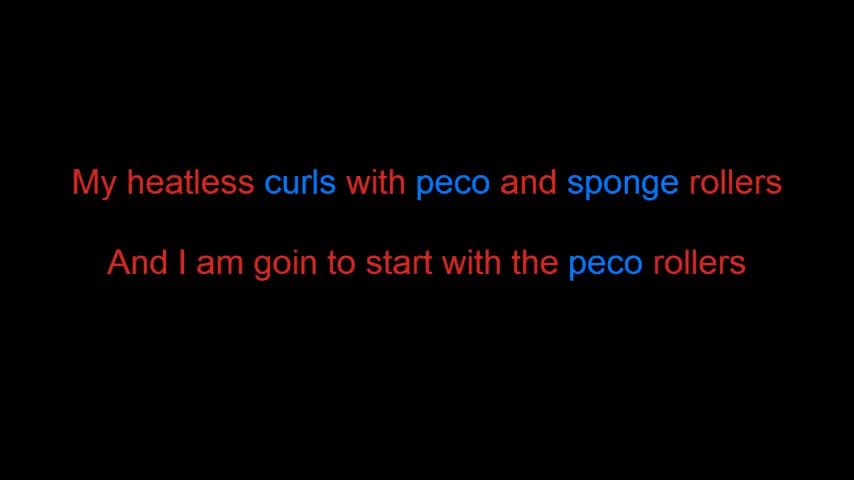 My heatless curls with peco and sponge rollers
And I am goin to start with the peco rollers